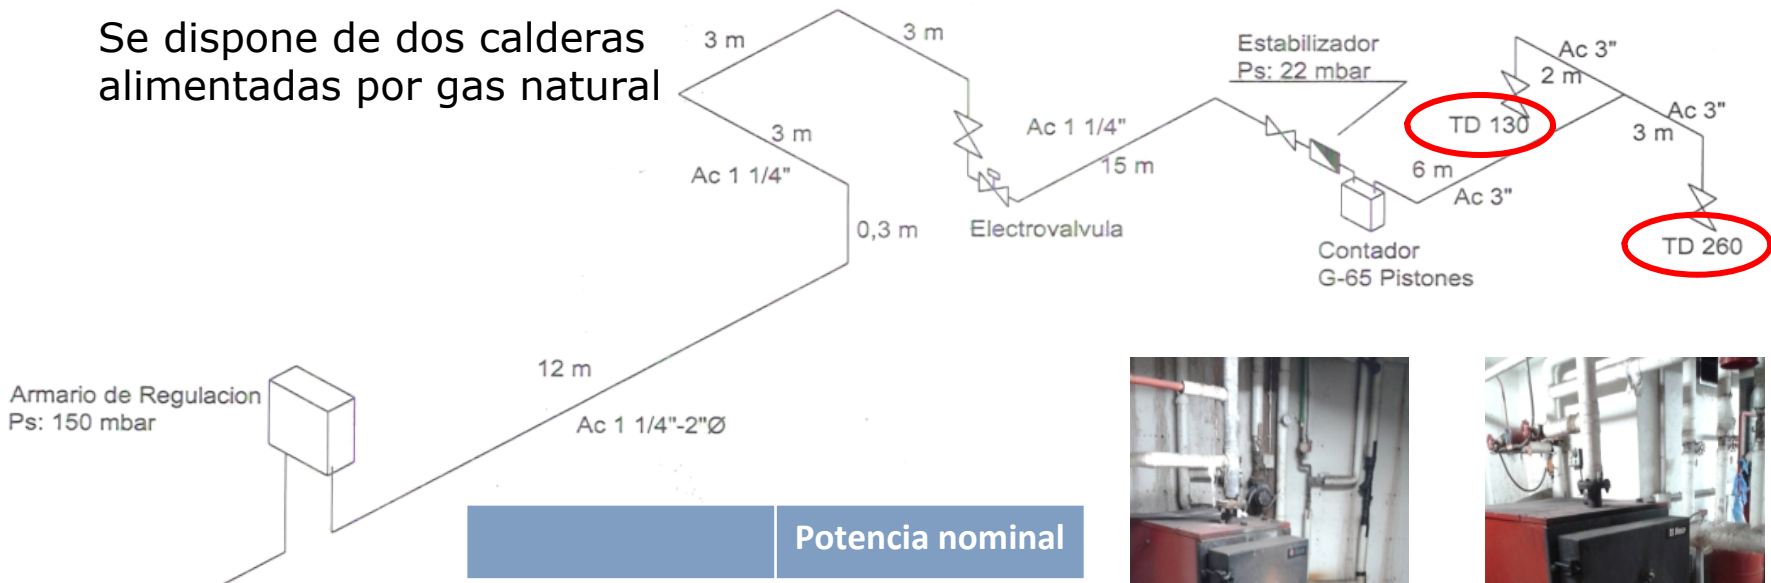 Se dispone de dos calderas
alimentadas por gas natural
3 m
3 m
3 m
Ac 1 1/4"
0,3 m
12 m
Ac 1 1/4"-2"Ø
Armario de Regulacion
Ps: 150 mbar
Electrovalvula
Ac 1 1/4"
15 m
Estabilizador
Ps: 22 mbar
Contador
G-65 Pistones
6 m
Ac 3"
TD 130
Ac 3"
2 m
Ac 3"
3 m
TD 260
Potencia nominal